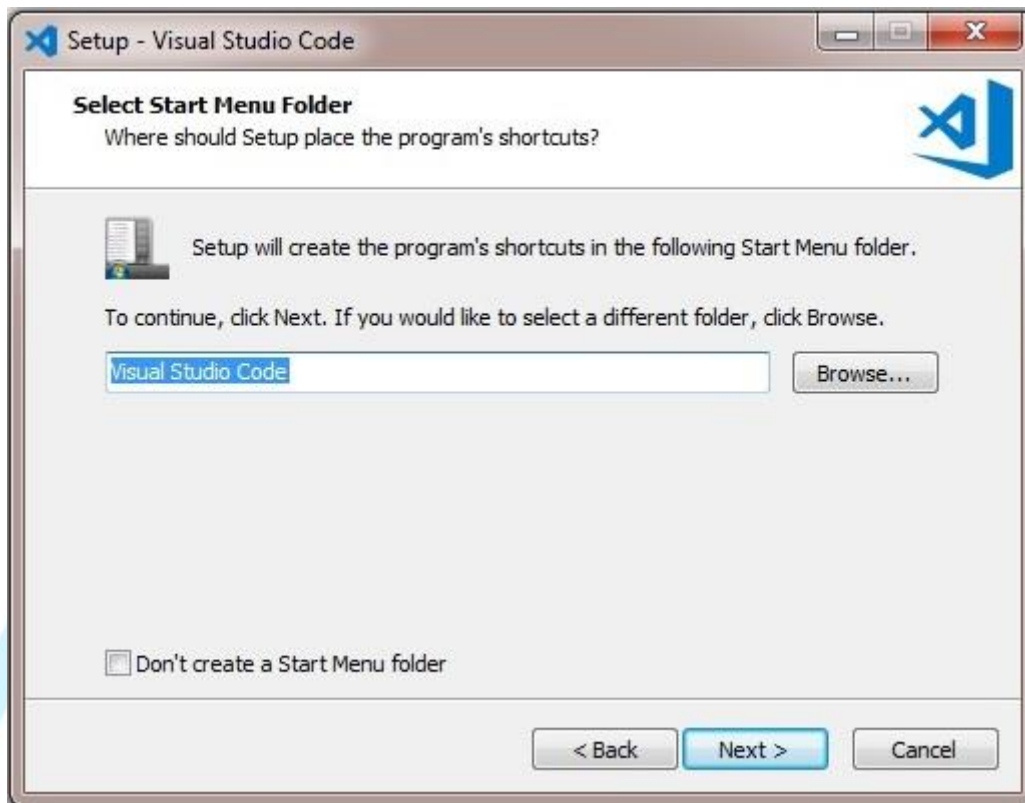 Setup - Visual Studio Code
Select Start Menu Folder
Where should Setup place the program's shortcuts?
Setup will create the program's shortcuts in the following Start Menu folder.
To continue, click Next. If you would like to select a different folder, click Browse.
Visual Studio Code
Browse...
Don't create a Start Menu folder
< Back
Next >
Cancel